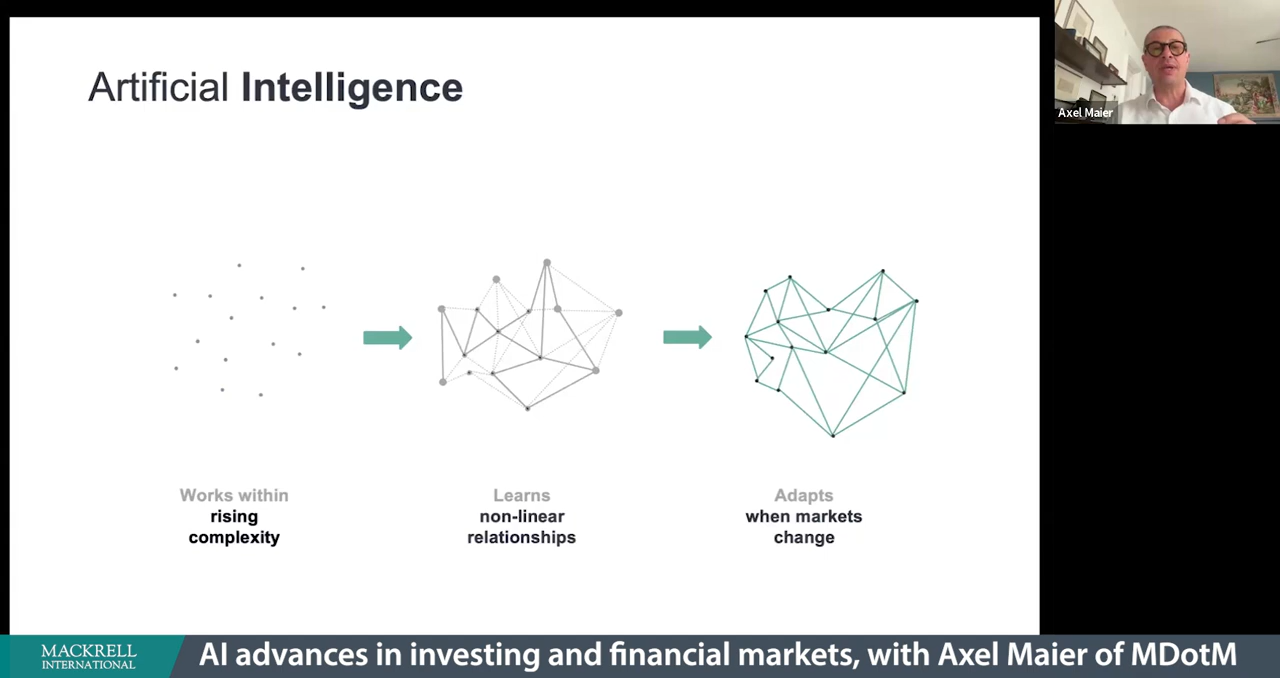 Artificial Intelligence
Axel Maier
Works within
rising
complexity
Learns
non-linear
relationships
Adapts
when markets
change
MACKRELL
INTERNATIONAL
AI advances in investing and financial markets, with Axel Maier of MDotM